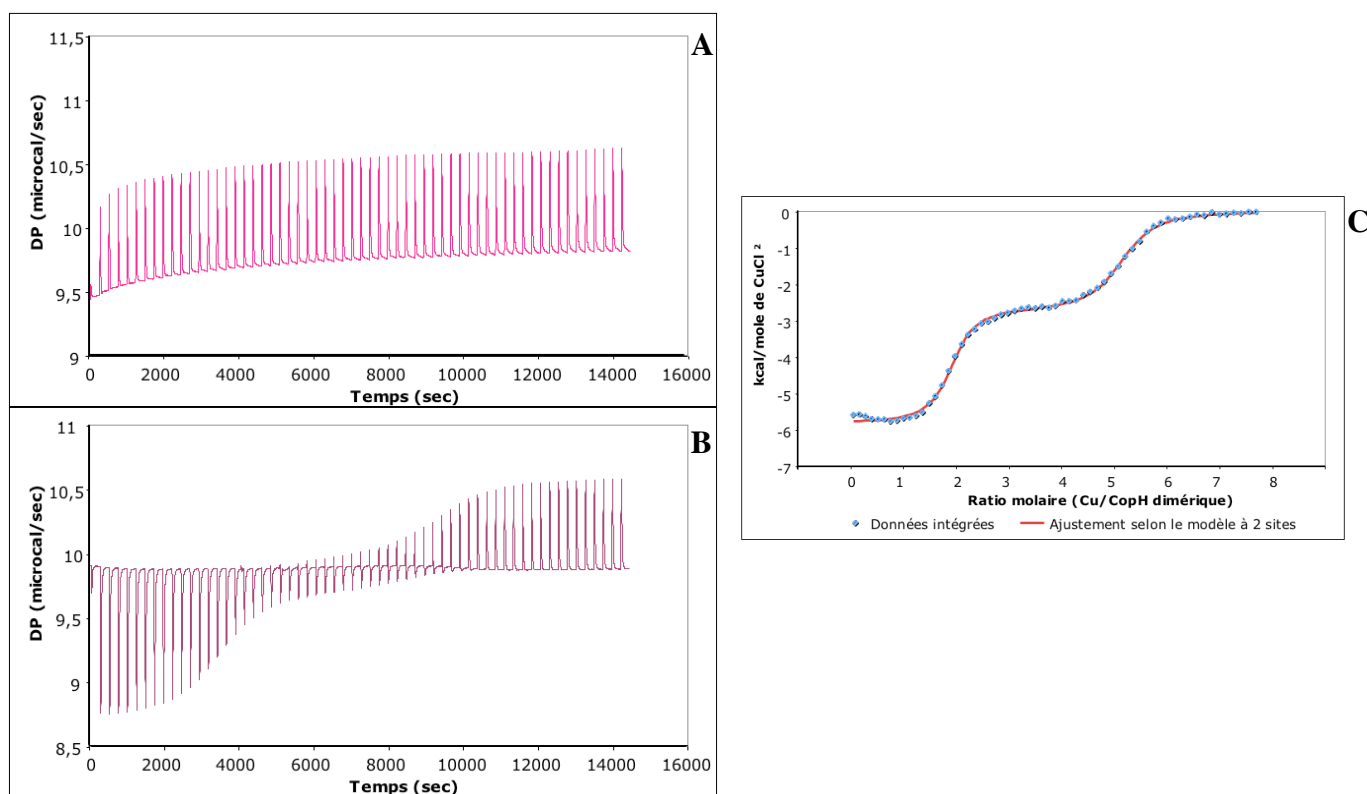 A
11,5
11
10,5
10
9,5
9
DP (microcal/sec)
0 2000 4000 6000 8000 10000 12000 14000 16000
Temps (sec)
B
11
10,5
10
9,5
9
8,5
DP (microcal/sec)
0 2000 4000 6000 8000 10000 12000 14000 16000
Temps (sec)
C
0
-1
-2
-3
-4
-5
-6
-7
kcal/mole de CuCl ²
0 1 2 3 4 5 6 7 8
Ratio molaire (Cu/CopH dimérique)
Données intégrées Ajustement selon le modèle à 2 sites